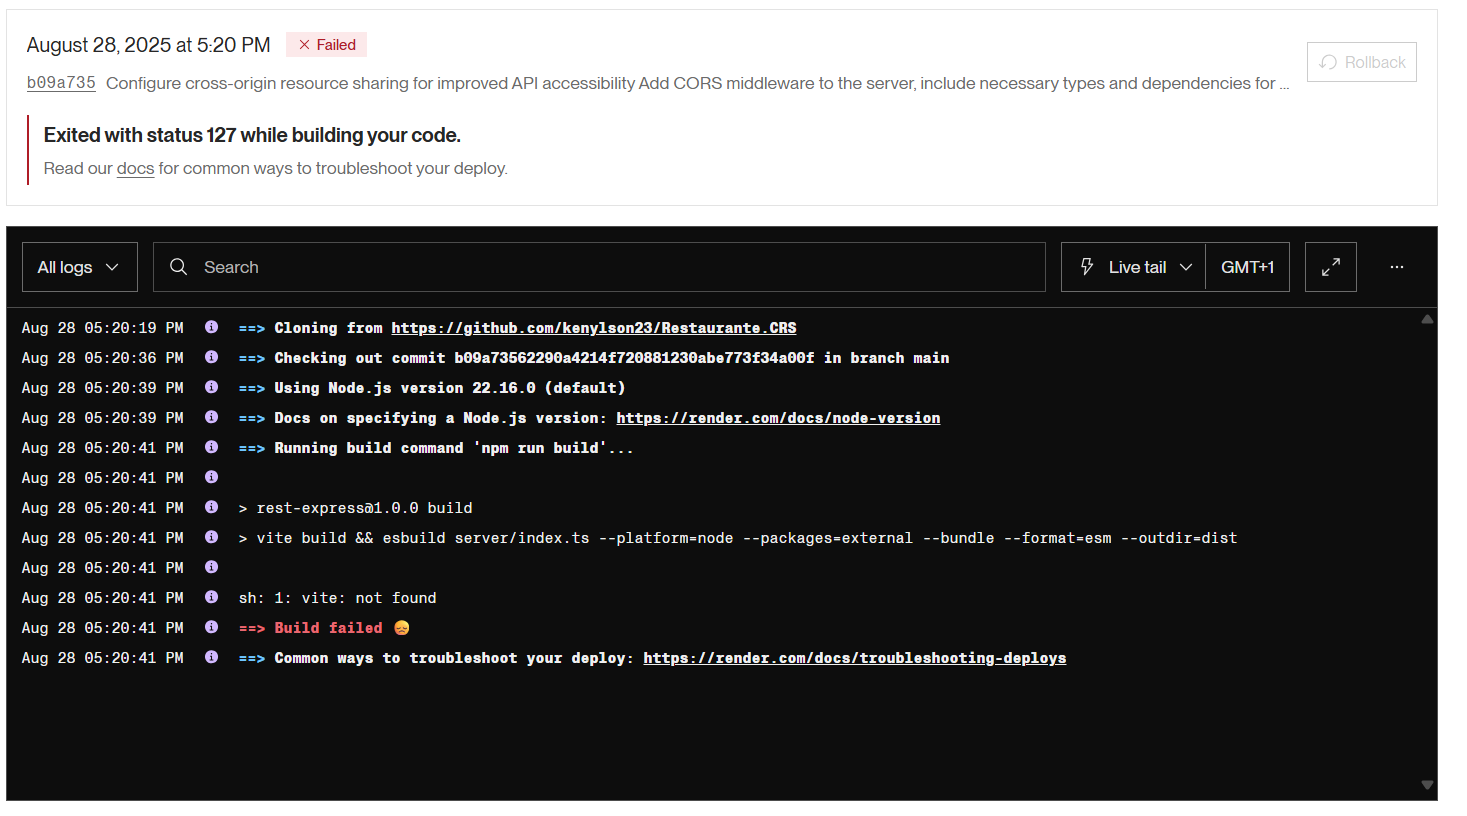 August 28, 2025 at 5:20 PM Failed
Rollback
b09a735 Configure cross-origin resource sharing for improved API accessibility Add CORS middleware to the server, include necessary types and dependencies for ...
Exited with status 127 while building your code.
Read our docs for common ways to troubleshoot your deploy.
All logs Search Live tail GMT+1 ...
Aug 28 05:20:19 PM ==> Cloning from https://github.com/kenylson23/Restaurante.CRS
Aug 28 05:20:36 PM ==> Checking out commit b09a73562290a4214f720881230abe773f34a00f in branch main
Aug 28 05:20:39 PM ==> Using Node.js version 22.16.0 (default)
Aug 28 05:20:39 PM ==> Docs on specifying a Node.js version: https://render.com/docs/node-version
Aug 28 05:20:41 PM ==> Running build command 'npm run build'...
Aug 28 05:20:41 PM
Aug 28 05:20:41 PM > rest-express@1.0.0 build
Aug 28 05:20:41 PM > vite build && esbuild server/index.ts --platform=node --packages=external --bundle --format=esm --outdir=dist
Aug 28 05:20:41 PM
Aug 28 05:20:41 PM sh: 1: vite: not found
Aug 28 05:20:41 PM ==> Build failed 😞
Aug 28 05:20:41 PM ==> Common ways to troubleshoot your deploy: https://render.com/docs/troubleshooting-deploys